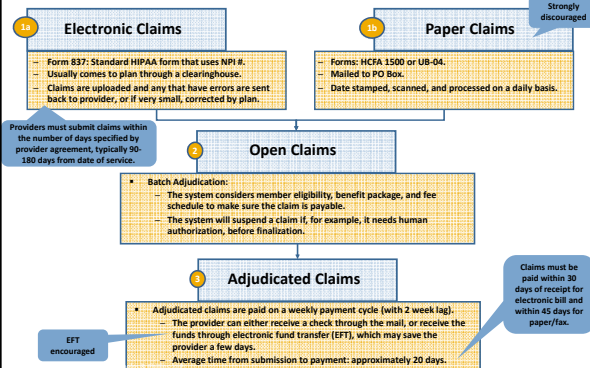 1a
Electronic Claims
– Form 837: Standard HIPAA form that uses NPI #.
– Usually comes to plan through a clearinghouse.
– Claims are uploaded and any that have errors are sent
back to provider, or if very small, corrected by plan.
Strongly
discouraged
1b
Paper Claims
– Forms: HCFA 1500 or UB-04.
– Mailed to PO Box.
– Date stamped, scanned, and processed on a daily basis.
Providers must submit claims within
the number of days specified by
provider agreement, typically 90-
180 days from date of service.
2
Open Claims
▪ Batch Adjudication:
– The system considers member eligibility, benefit package, and fee
schedule to make sure the claim is payable.
– The system will suspend a claim if, for example, it needs human
authorization, before finalization.
3
Adjudicated Claims
▪ Adjudicated claims are paid on a weekly payment cycle (with 2 week lag).
– The provider can either receive a check through the mail, or receive the
funds through electronic fund transfer (EFT), which may save the
provider a few days.
– Average time from submission to payment: approximately 20 days.
Claims must be
paid within 30
days of receipt for
electronic bill and
within 45 days for
paper/fax.
EFT
encouraged